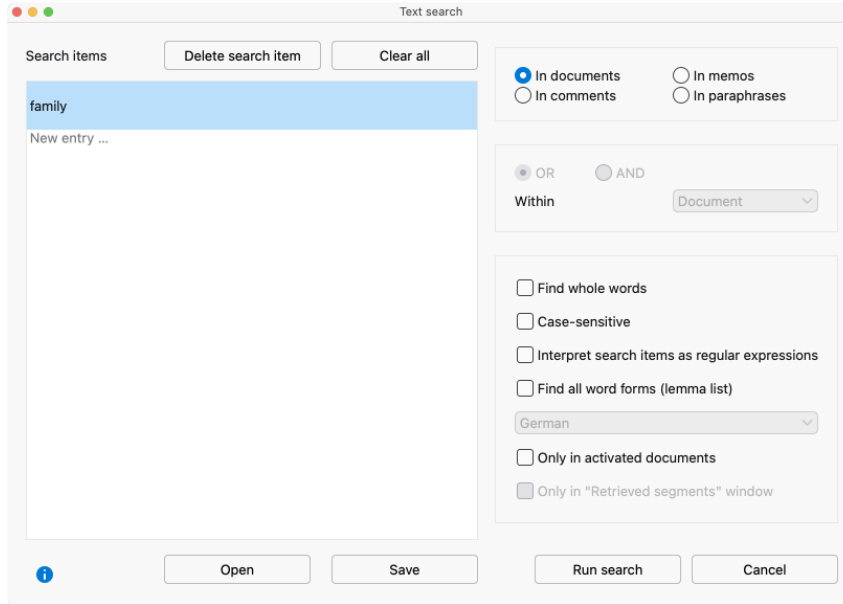 Text search
Search items
Delete search item
Clear all
family
New entry ...
In documents
In memos
In comments
In paraphrases
OR
AND
Within
Document
Find whole words
Case-sensitive
Interpret search items as regular expressions
Find all word forms (lemma list)
German
Only in activated documents
Only in "Retrieved segments" window
Open
Save
Run search
Cancel